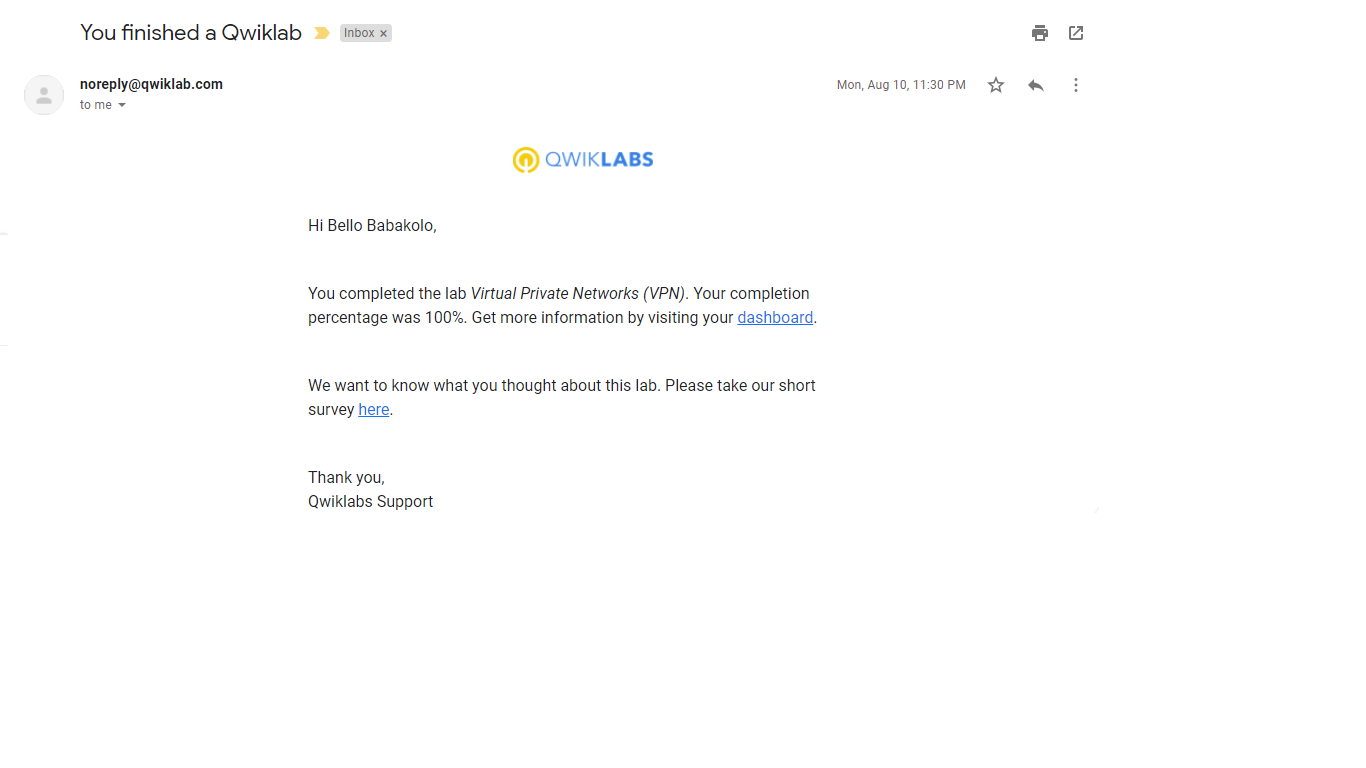 You finished a Qwiklab
Inbox x
noreply@qwiklab.com
Mon, Aug 10, 11:30 PM
to me
QWIKLABS
Hi Bello Babakolo,
You completed the lab Virtual Private Networks (VPN). Your completion
percentage was 100%. Get more information by visiting your dashboard.
We want to know what you thought about this lab. Please take our short
survey here.
Thank you,
Qwiklabs Support